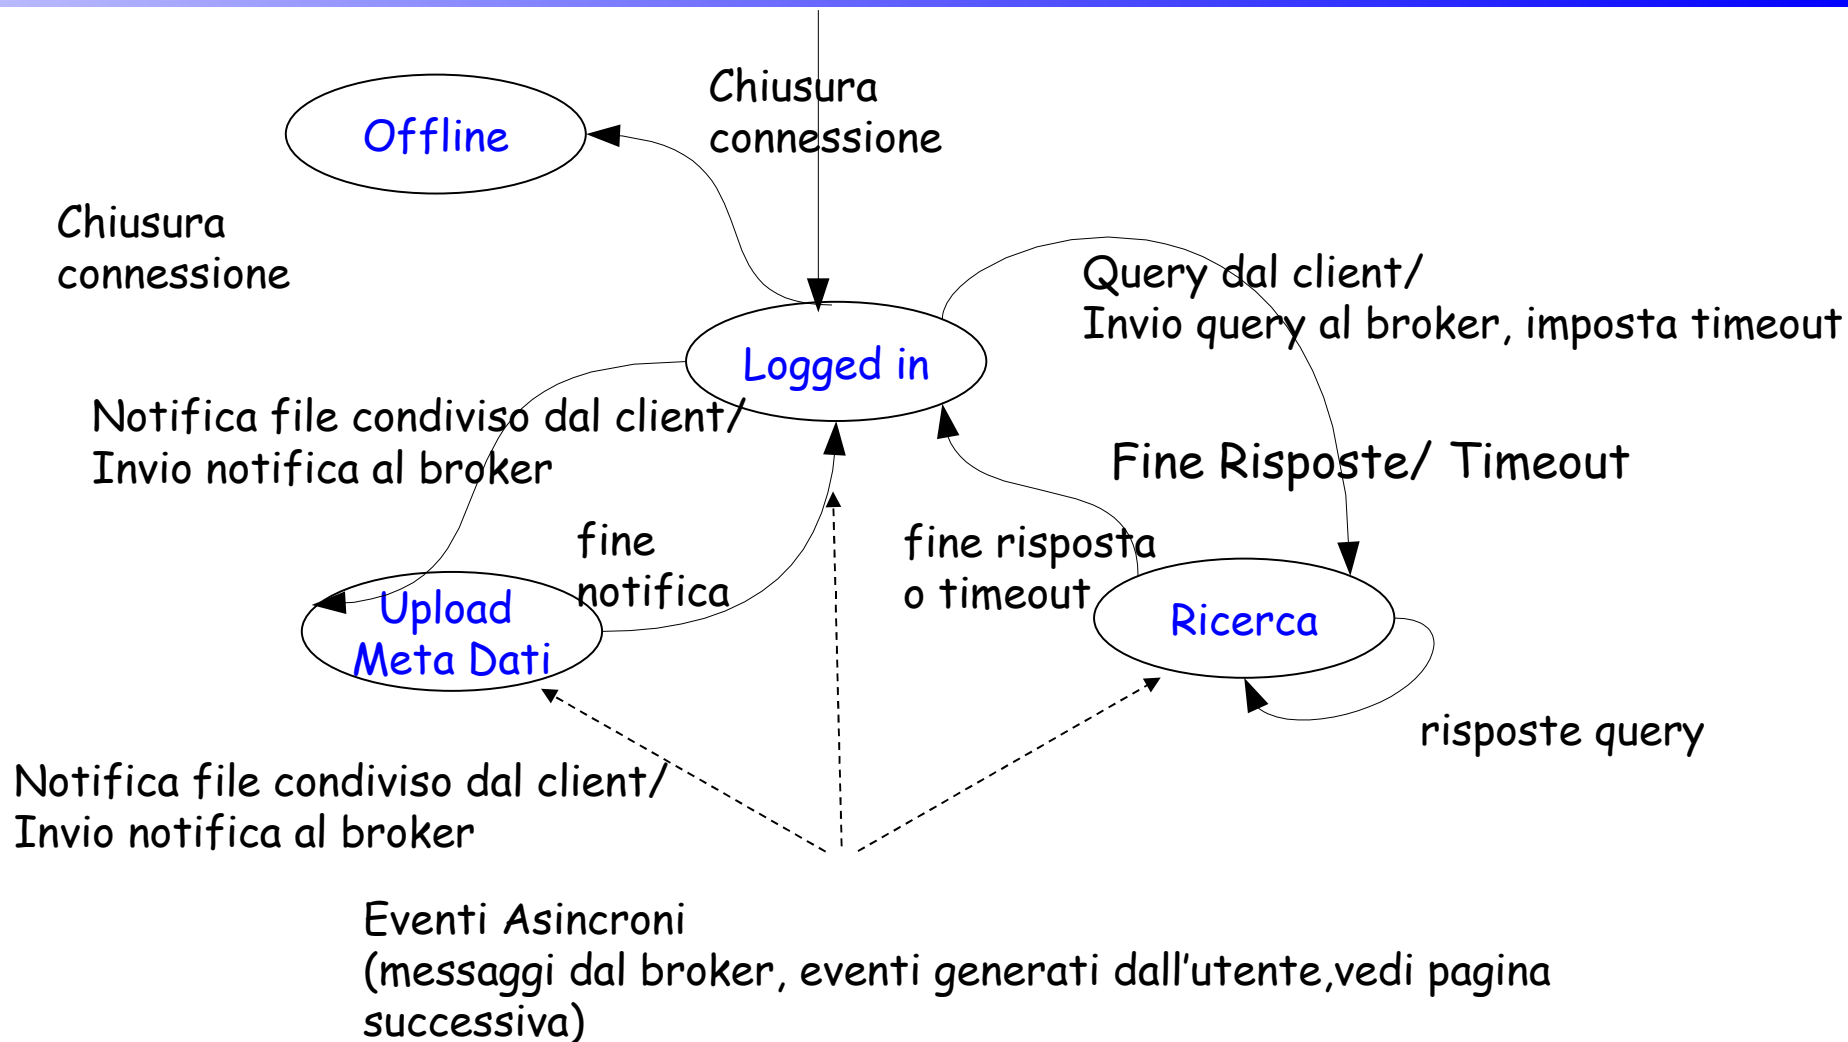 Chiusura
connessione
Offline
Chiusura
connessione
Query dal client/
Invio query al broker, imposta timeout
Logged in
Notifica file condiviso dal client/
Invio notifica al broker
Fine Risposte/ Timeout
fine
notifica
fine risposta
o timeout
Upload
Meta Dati
Ricerca
risposte query
Notifica file condiviso dal client/
Invio notifica al broker
Eventi Asincroni
(messaggi dal broker, eventi generati dall'utente,vedi pagina
successiva)